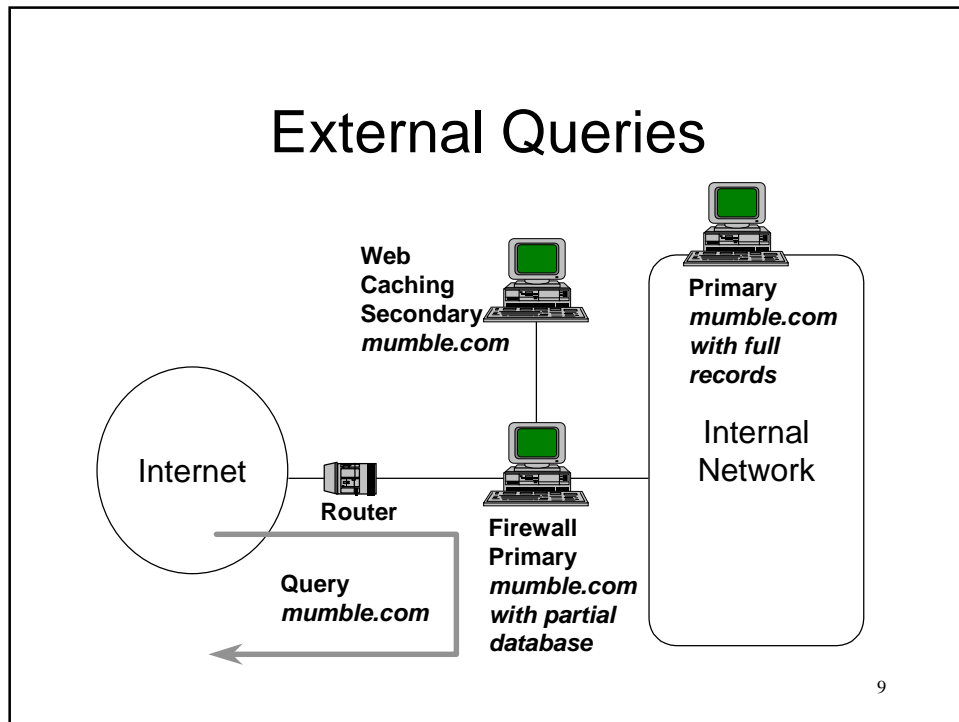 External Queries
Web
Caching
Secondary
mumble.com
Primary
mumble.com
with full
records
Internal
Network
Internet
Router
Firewall
Primary
mumble.com
with partial
database
Query
mumble.com
9